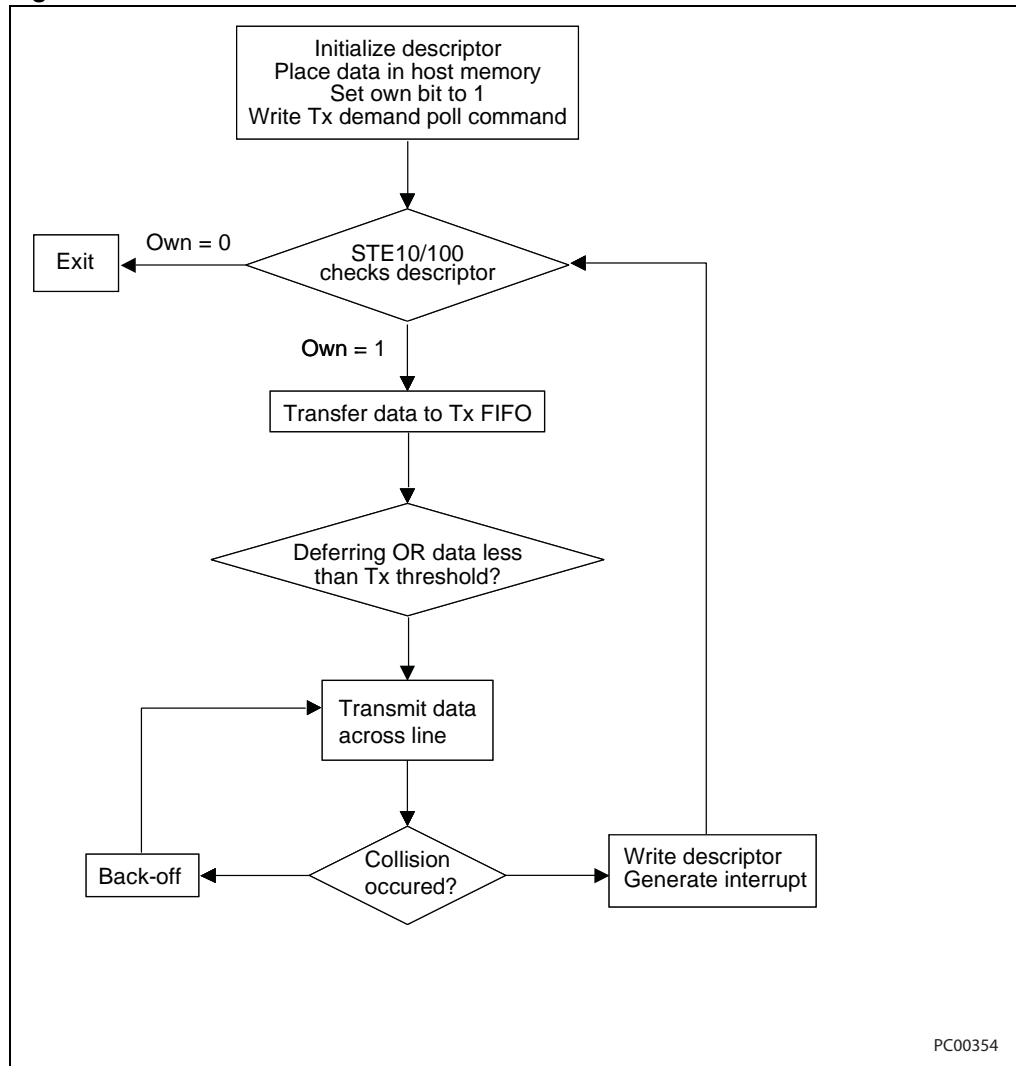 Initialize descriptor
Place data in host memory
Set own bit to 1
Write Tx demand poll command
Exit
Own = 0
STE10/100
checks descriptor
Own = 1
Transfer data to Tx FIFO
Deferring OR data less
than Tx threshold?
Transmit data
across line
Back-off
Collision
occured?
Write descriptor
Generate interrupt
PC00354